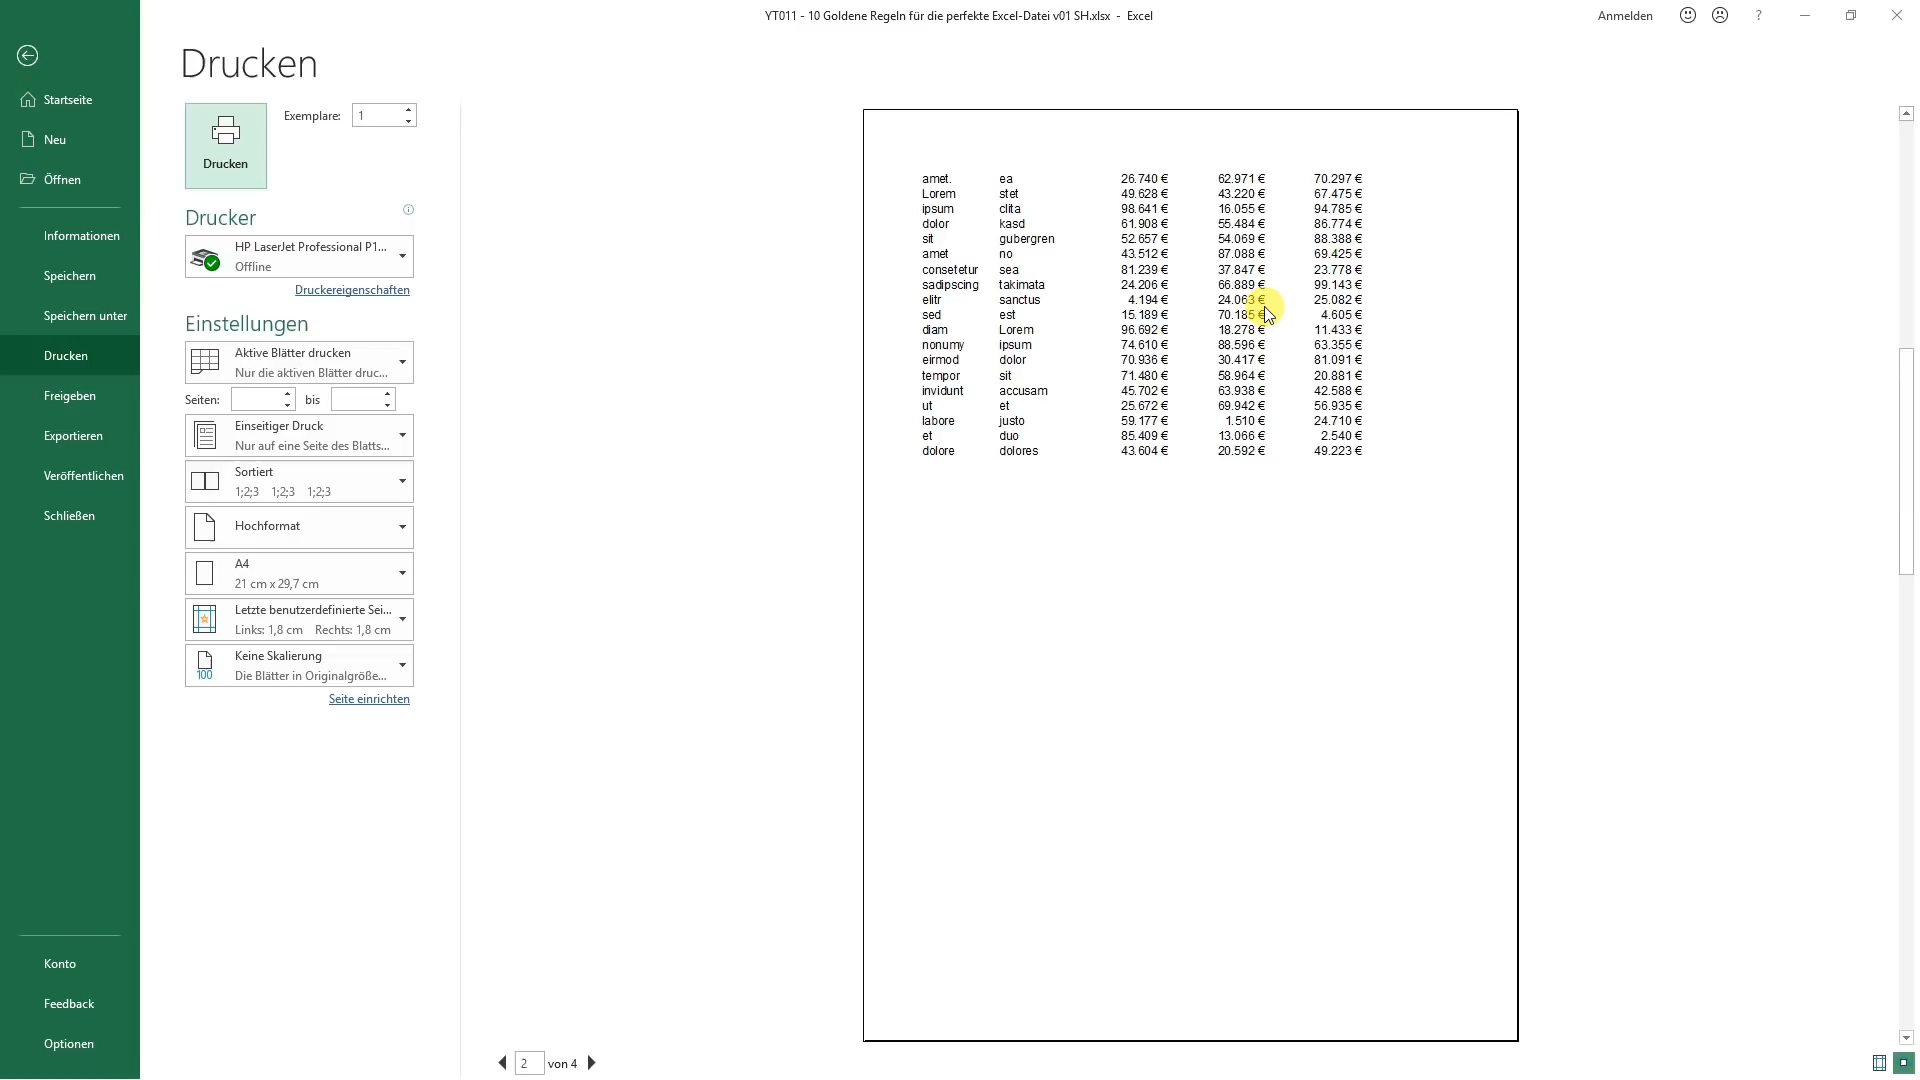 YT011 - 10 Goldene Regeln für die perfekte Excel-Datei v01 SH.xlsx - Excel
Anmelden
?
Startseite
Neu
Öffnen
Informationen
Speichern
Speichern unter
Drucken
Freigeben
Exportieren
Veröffentlichen
Schließen
Konto
Feedback
Optionen
Drucken
Drucken
Exemplare: 1
Drucker
HP LaserJet Professional P1...
Offline
Druckereigenschaften
Einstellungen
Aktive Blätter drucken
Nur die aktiven Blätter druc...
Seiten: bis
Einseitiger Druck
Nur auf eine Seite des Blatts...
Sortiert
1;2;3 1;2;3 1;2;3
Hochformat
A4
21 cm x 29,7 cm
Letzte benutzerdefinierte Sei...
Links: 1,8 cm Rechts: 1,8 cm
100
Keine Skalierung
Die Blätter in Originalgröße...
Seite einrichten
amet. ea 26.740 € 62.971 € 70.297 €
Lorem stet 49.628 € 43.220 € 67.475 €
ipsum clita 98.641 € 16.055 € 94.785 €
dolor kasd 61.908 € 55.484 € 86.774 €
sit gubergren 52.657 € 54.069 € 88.388 €
amet no 43.512 € 87.088 € 69.425 €
consetetur sea 81.239 € 37.847 € 23.778 €
sadipscing takimata 24.206 € 66.889 € 99.143 €
elitr sanctus 4.194 € 24.063 € 25.082 €
sed est 15.189 € 70.185 € 4.605 €
diam Lorem 96.692 € 18.278 € 11.433 €
nonumy ipsum 74.610 € 88.596 € 63.355 €
eirmod dolor 70.936 € 30.417 € 81.091 €
tempor sit 71.480 € 58.964 € 20.881 €
invidunt accusam 45.702 € 63.938 € 42.588 €
ut et 25.672 € 69.942 € 56.935 €
labore justo 59.177 € 1.510 € 24.710 €
et duo 85.409 € 13.066 € 2.540 €
dolore dolores 43.604 € 20.592 € 49.223 €
2 von 4